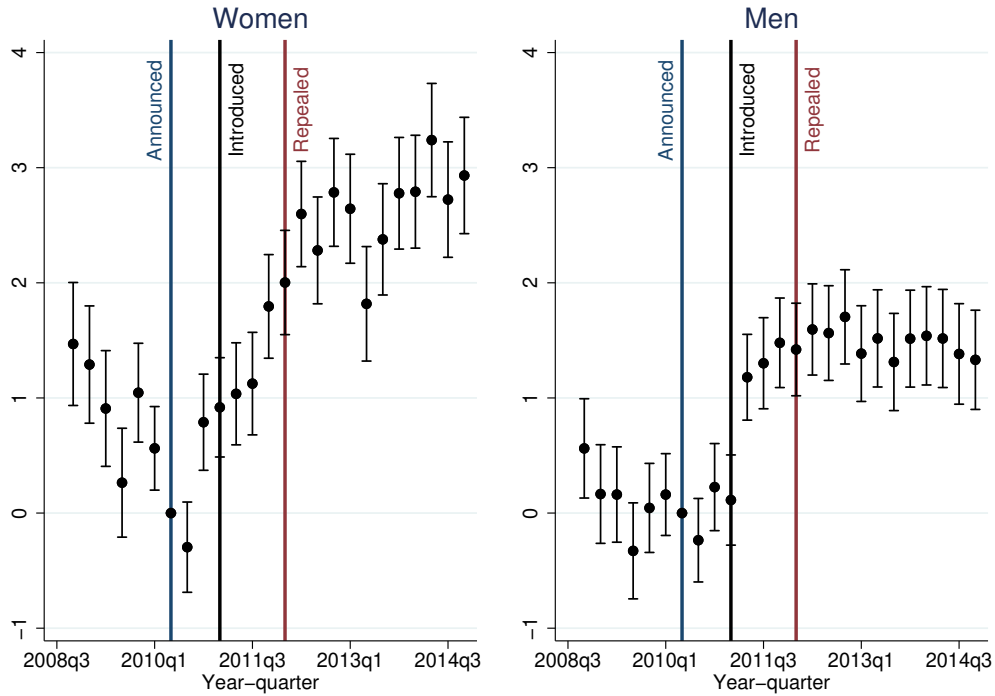 Women
4
3
2
1
0
−1
Announced
Introduced
Repealed
2008q3 2010q1 2011q3 2013q1 2014q3
Year−quarter
Men
4
3
2
1
0
−1
Announced
Introduced
Repealed
2008q3 2010q1 2011q3 2013q1 2014q3
Year−quarter